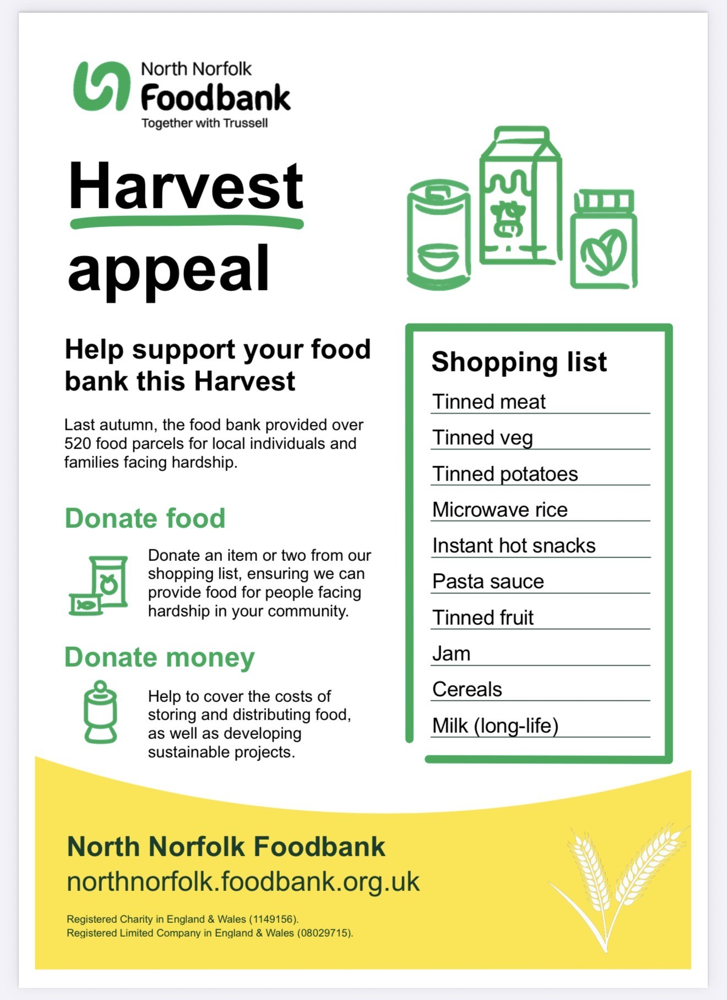 North Norfolk
Foodbank
Together with Trussell
Harvest
appeal
Help support your food
bank this Harvest
Last autumn, the food bank provided over
520 food parcels for local individuals and
families facing hardship.
Donate food
Donate an item or two from our
shopping list, ensuring we can
provide food for people facing
hardship in your community.
Donate money
Help to cover the costs of
storing and distributing food,
as well as developing
sustainable projects.
Shopping list
Tinned meat
Tinned veg
Tinned potatoes
Microwave rice
Instant hot snacks
Pasta sauce
Tinned fruit
Jam
Cereals
Milk (long-life)
North Norfolk Foodbank
northnorfolk.foodbank.org.uk
Registered Charity in England & Wales (1149156).
Registered Limited Company in England & Wales (08029715).